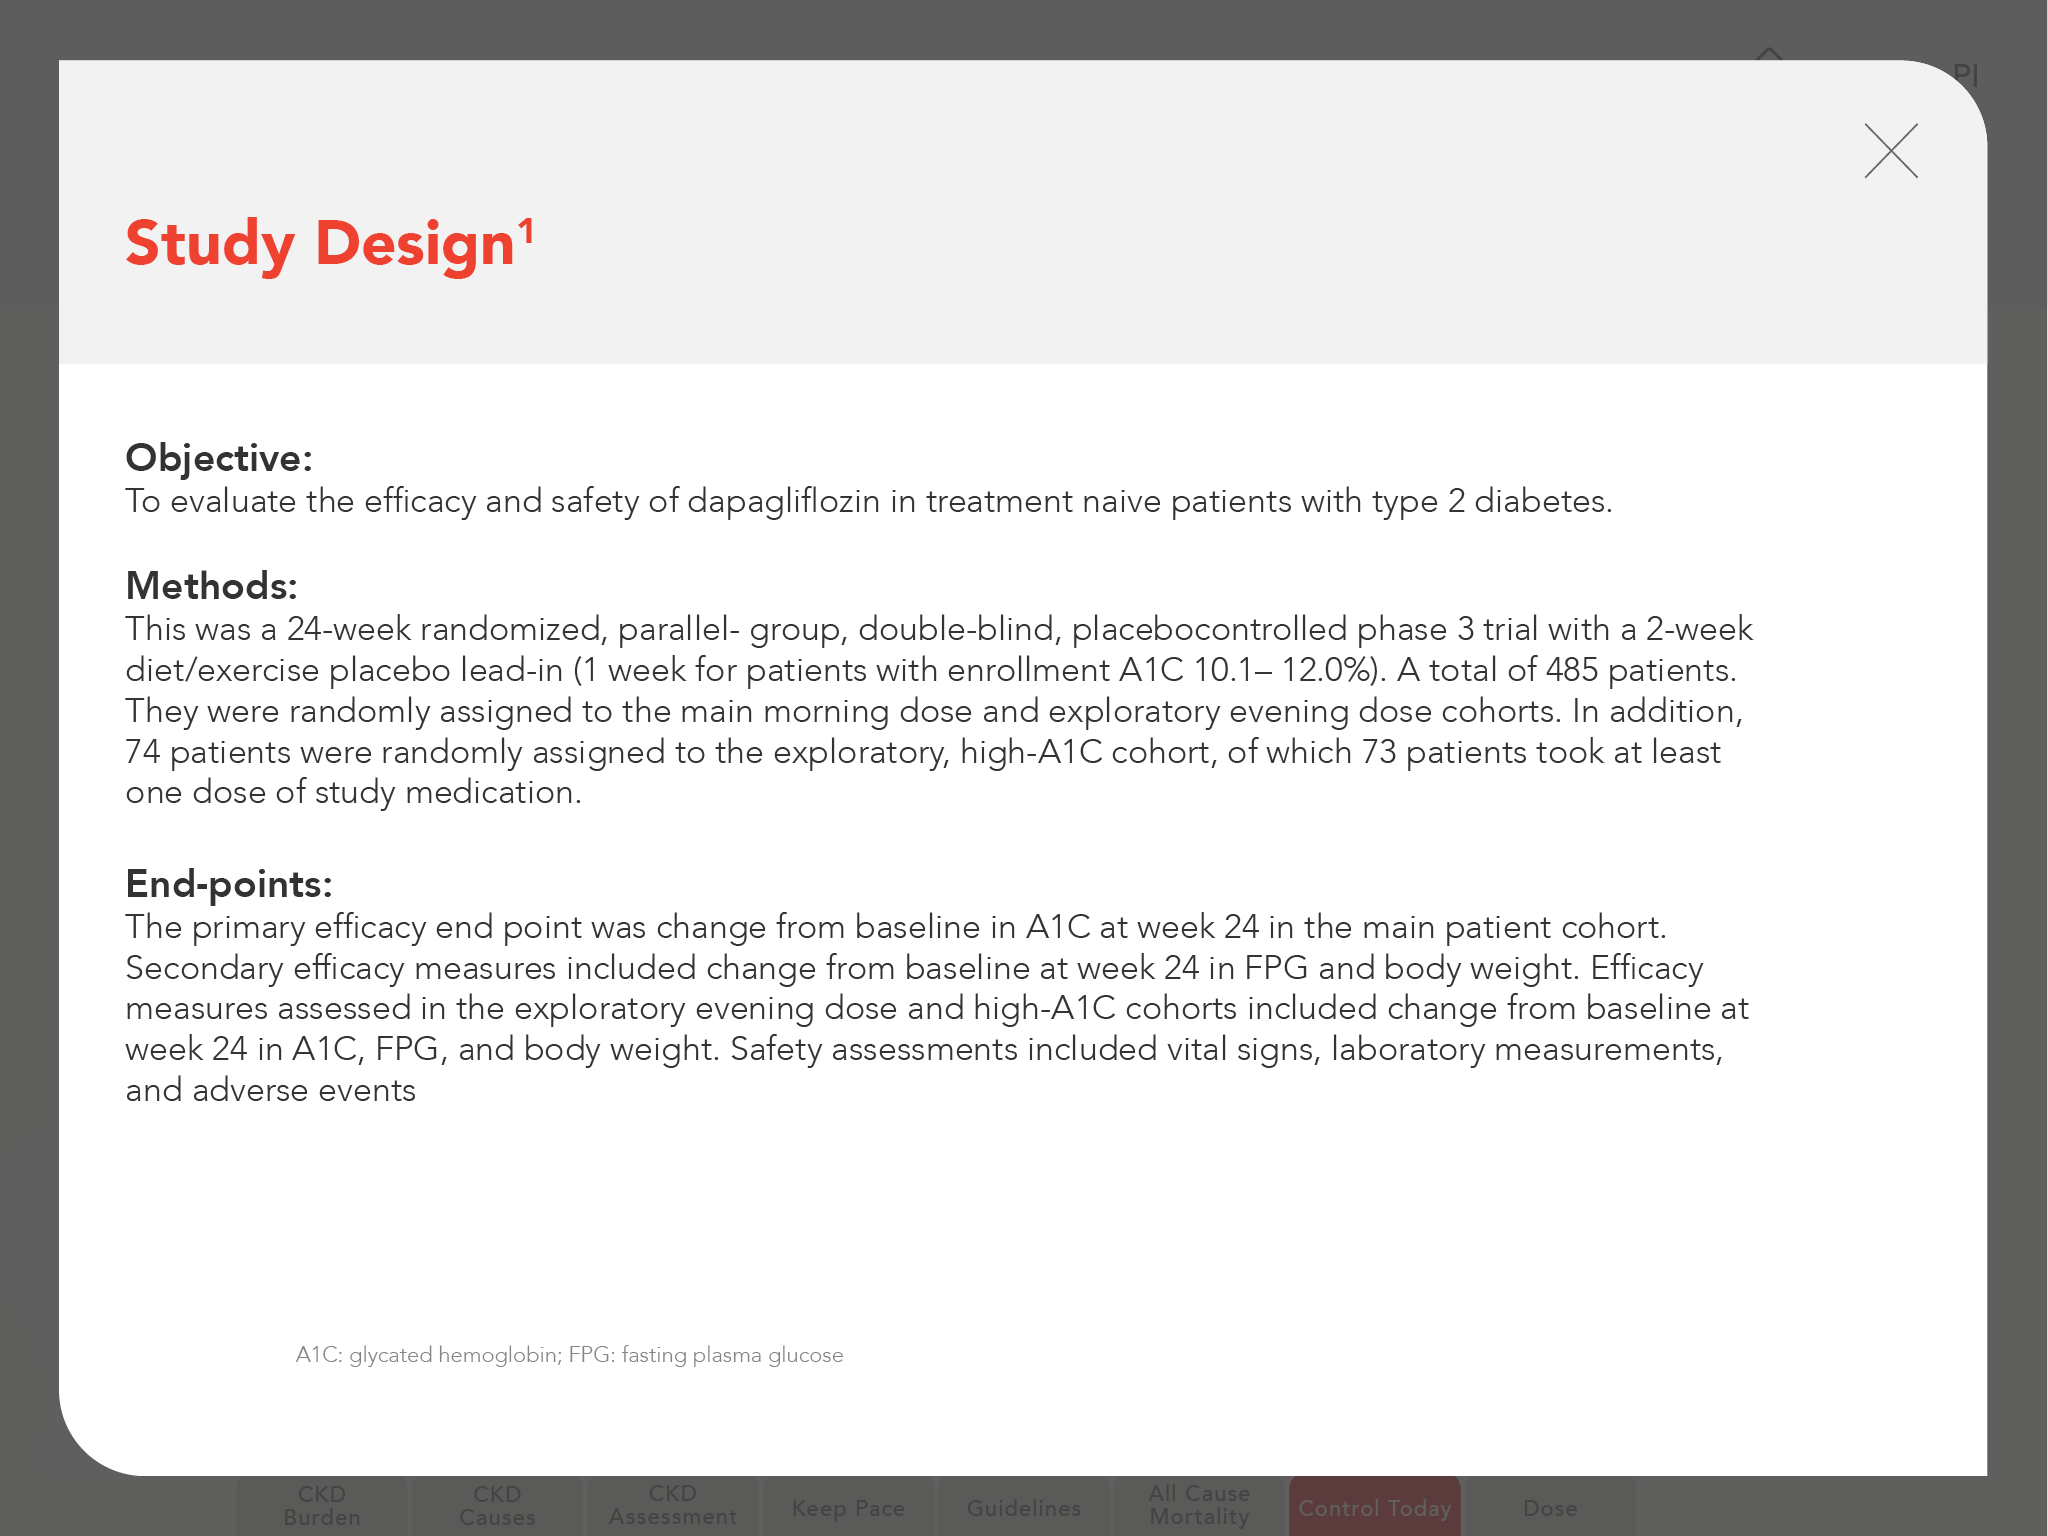 PI
Study Design¹
Objective:
To evaluate the efficacy and safety of dapagliflozin in treatment naive patients with type 2 diabetes.
Methods:
This was a 24-week randomized, parallel- group, double-blind, placebocontrolled phase 3 trial with a 2-week
diet/exercise placebo lead-in (1 week for patients with enrollment A1C 10.1– 12.0%). A total of 485 patients.
They were randomly assigned to the main morning dose and exploratory evening dose cohorts. In addition,
74 patients were randomly assigned to the exploratory, high-A1C cohort, of which 73 patients took at least
one dose of study medication.
End-points:
The primary efficacy end point was change from baseline in A1C at week 24 in the main patient cohort.
Secondary efficacy measures included change from baseline at week 24 in FPG and body weight. Efficacy
measures assessed in the exploratory evening dose and high-A1C cohorts included change from baseline at
week 24 in A1C, FPG, and body weight. Safety assessments included vital signs, laboratory measurements,
and adverse events
A1C: glycated hemoglobin; FPG: fasting plasma glucose
CKD
Burden
CKD
Causes
CKD
Assessment
Keep Pace
Guidelines
All Cause
Mortality
Control Today
Dose